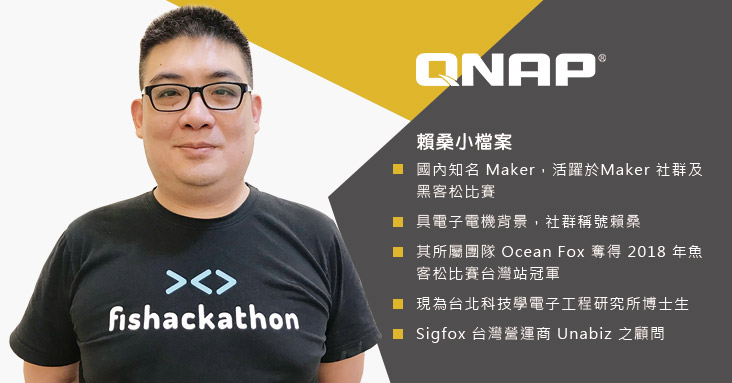 QNAP®
賴桑小檔案
國內知名 Maker，活躍於Maker 社群及
黑客松比賽
具電子電機背景，社群稱號賴桑
其所屬團隊 Ocean Fox 奪得 2018 年魚
客松比賽台灣站冠軍
現為台北科技學電子工程研究所博士生
Sigfox 台灣營運商 Unabiz 之顧問
><>
fishackathon